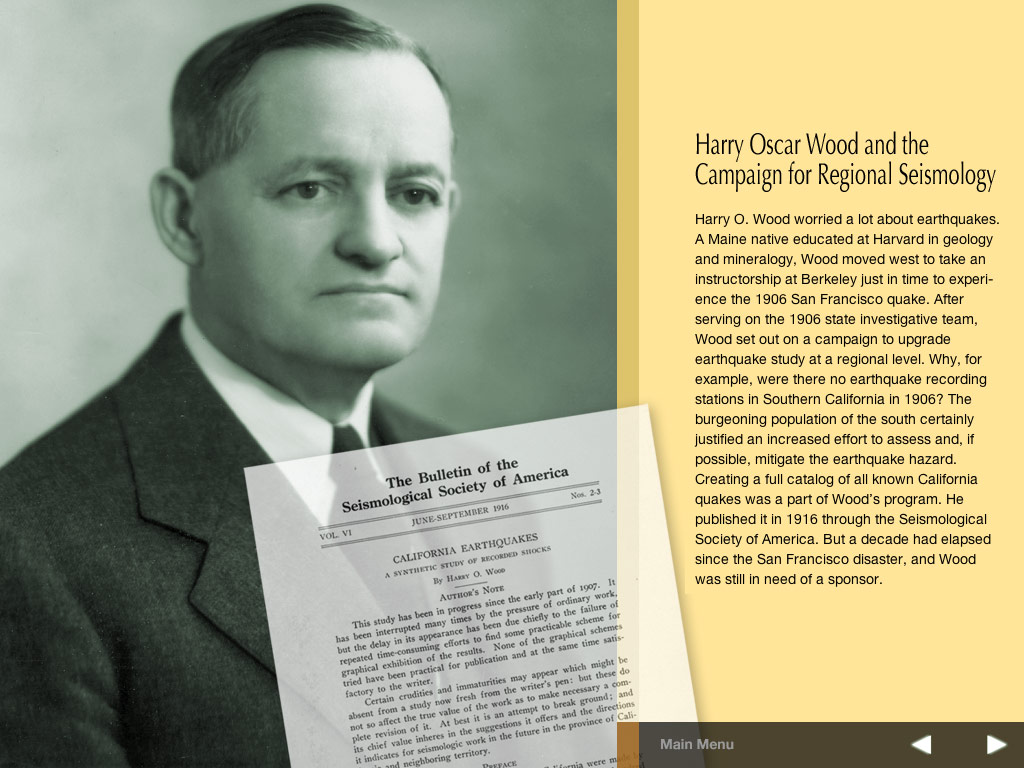 Harry Oscar Wood and the
Campaign for Regional Seismology
Harry O. Wood worried a lot about earthquakes.
A Maine native educated at Harvard in geology
and mineralogy, Wood moved west to take an
instructorship at Berkeley just in time to experi-
ence the 1906 San Francisco quake. After
serving on the 1906 state investigative team,
Wood set out on a campaign to upgrade
earthquake study at a regional level. Why, for
example, were there no earthquake recording
stations in Southern California in 1906? The
burgeoning population of the south certainly
justified an increased effort to assess and, if
possible, mitigate the earthquake hazard.
Creating a full catalog of all known California
quakes was a part of Wood's program. He
published it in 1916 through the Seismological
Society of America. But a decade had elapsed
since the San Francisco disaster, and Wood
was still in need of a sponsor.
The Bulletin of the
Seismological Society of America
VOL. VI JUNE-SEPTEMBER 1916 Nos. 2-3
CALIFORNIA EARTHQUAKES
A SYNTHETIC STUDY OF RECORDED SHOCKS
By Harry O. Wood
Author's Note
This study has been in progress since the early part of 1907. It
has been interrupted many times by the pressure of ordinary work,
but the delay in its appearance has been due chiefly to the failure of
repeated time-consuming efforts to find some practicable scheme for
graphical exhibition of the results. None of the graphical schemes
tried have been practical for publication and at the same time satis-
factory to the writer.
Certain crudities and immaturities may appear which might be
absent from a study now fresh from the writer's pen: but these do
not so affect the true value of the work as to make necessary a com-
plete revision of it. At best it is an attempt to break ground; and
its chief value inheres in the suggestions it offers and the directions
it indicates for seismologic work in the future in the province of Cali-
and neighboring territory.
Preface
California were made by
Main Menu